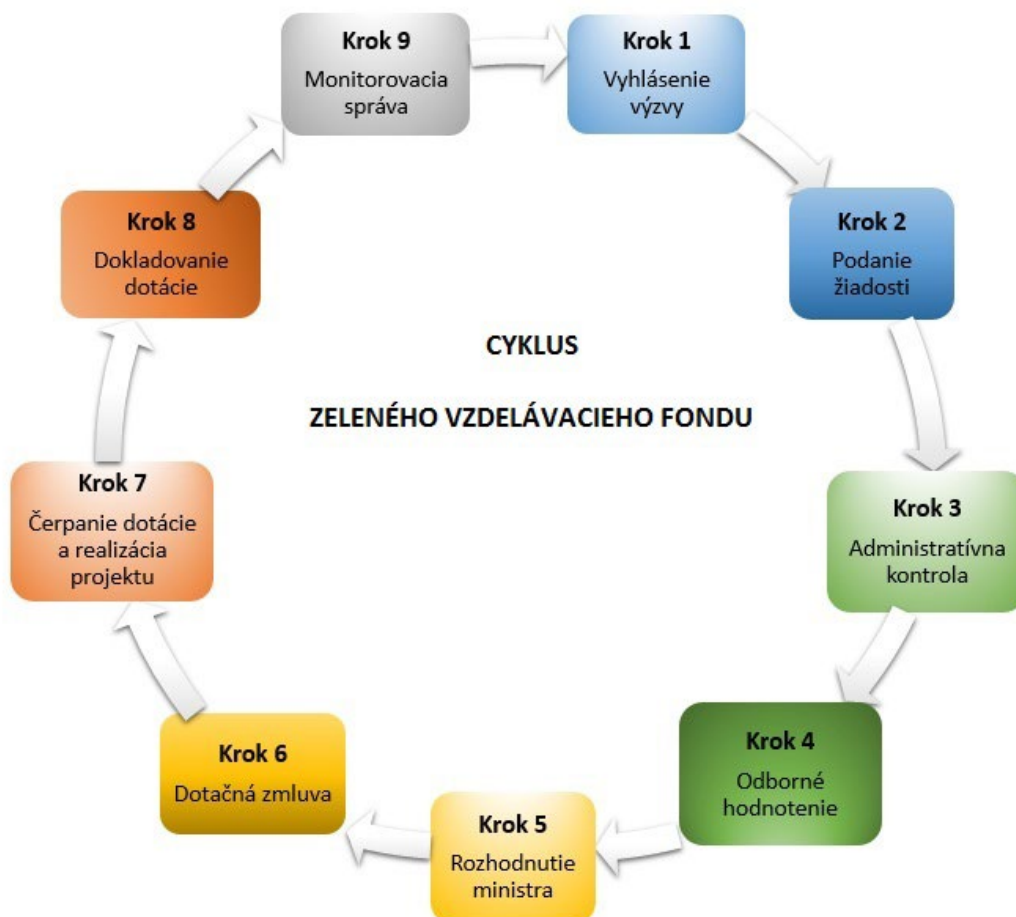 Krok 9
Monitorovacia
správa
Krok 1
Vyhlásenie
výzvy
Krok 8
Dokladovanie
dotácie
Krok 2
Podanie
žiadosti
CYKLUS
ZELENÉHO VZDELÁVACIEHO FONDU
Krok 7
Čerpanie dotácie
a realizácia
projektu
Krok 3
Administratívna
kontrola
Krok 6
Dotačná zmluva
Krok 4
Odborné
hodnotenie
Krok 5
Rozhodnutie
ministra